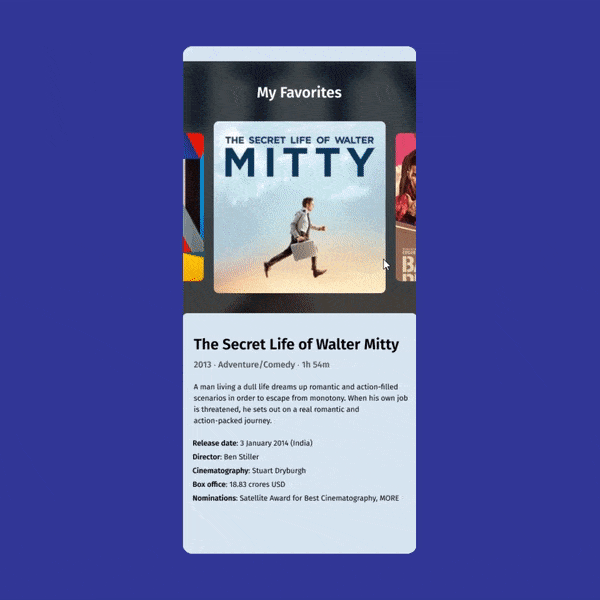 My Favorites
THE SECRET LIFE OF WALTER
MITTY
The Secret Life of Walter Mitty
2013 · Adventure/Comedy · 1h 54m
A man living a dull life dreams up romantic and action-filled
scenarios in order to escape from monotony. When his own job
is threatened, he sets out on a real romantic and
action-packed journey.
Release date: 3 January 2014 (India)
Director: Ben Stiller
Cinematography: Stuart Dryburgh
Box office: 18.83 crores USD
Nominations: Satellite Award for Best Cinematography, MORE